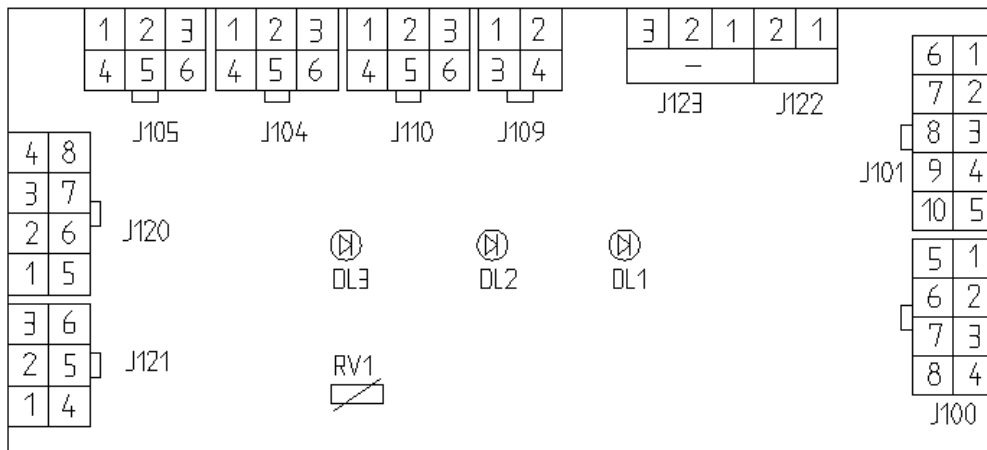 1 2 3 1 2 3 1 2 3 1 2 3 2 1 2 1
4 5 6 4 5 6 4 5 6 3 4 –
J105 J104 J110 J109 J123 J122
6 1
7 2
8 3
9 4
10 5
J101
4 8
3 7
2 6
1 5
J120
DL3 DL2 DL1
5 1
6 2
7 3
8 4
J100
3 6
2 5
1 4
J121
RV1